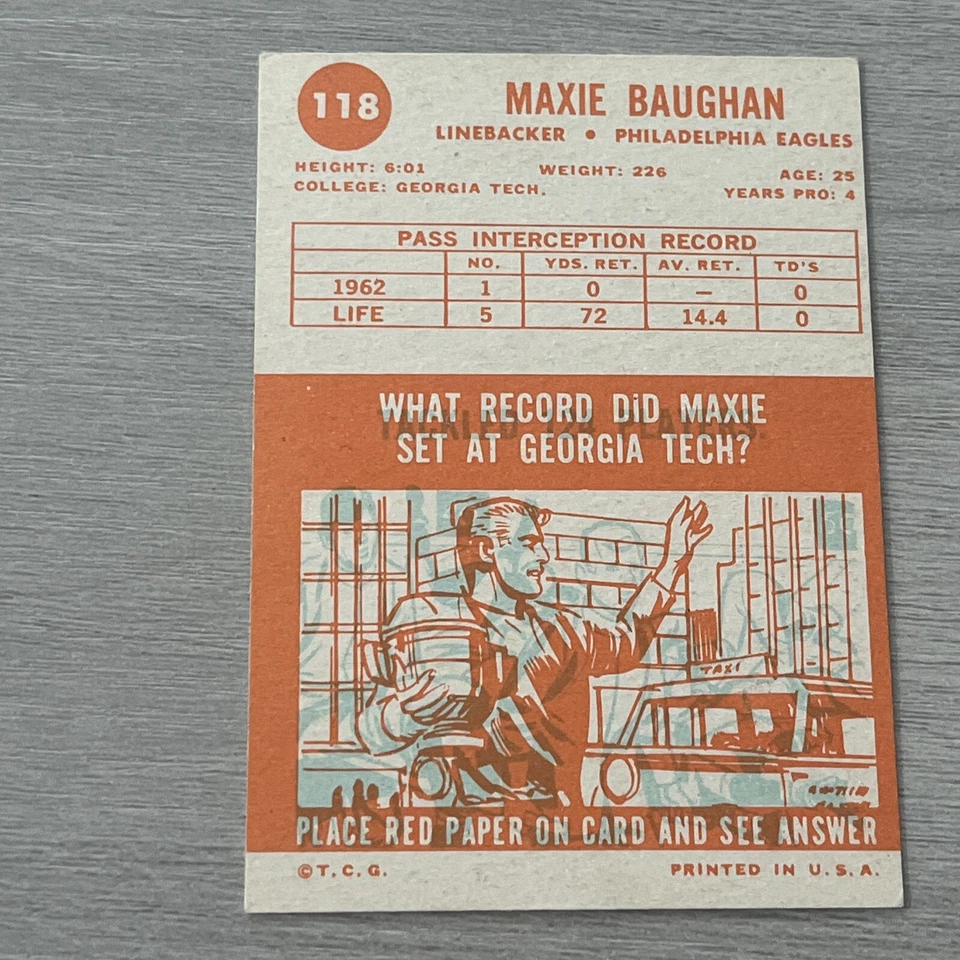 118
MAXIE BAUGHAN
LINEBACKER • PHILADELPHIA EAGLES
HEIGHT: 6:01 WEIGHT: 226 AGE: 25
COLLEGE: GEORGIA TECH. YEARS PRO: 4
PASS INTERCEPTION RECORD
NO. YDS. RET. AV. RET. TD'S
1962 1 0 — 0
LIFE 5 72 14.4 0
WHAT RECORD DiD MAXIE
TACKLED 124 PLAYERS.
SET AT GEORGIA TECH?
TAXI
PLACE RED PAPER ON CARD AND SEE ANSWER
©T.C.G. PRINTED IN U.S.A.